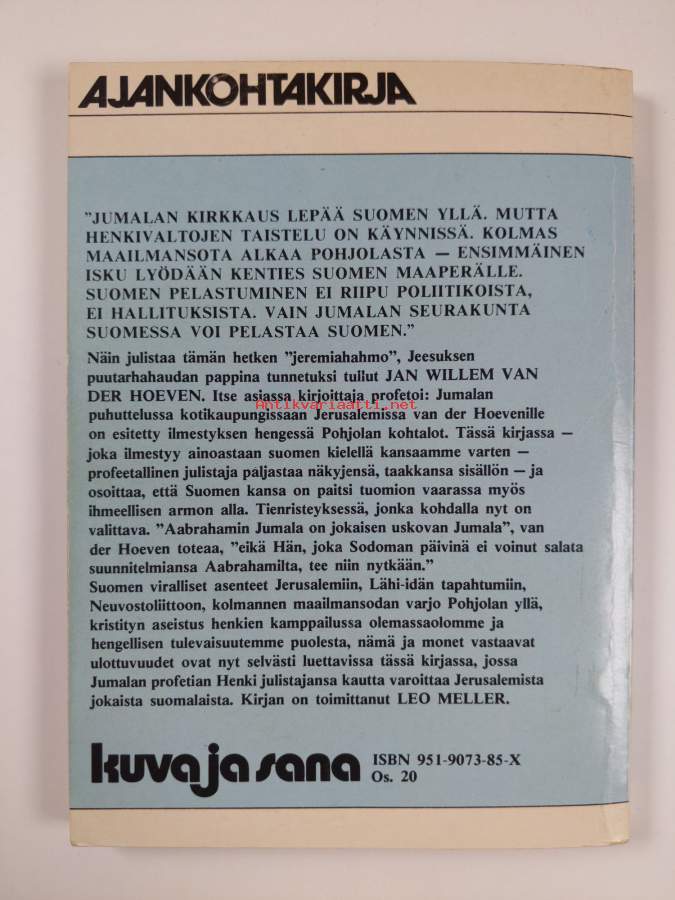 AJANKOHTAKIRJA
"JUMALAN KIRKKAUS LEPÄÄ SUOMEN YLLÄ. MUTTA
HENKIVALTOJEN TAISTELU ON KÄYNNISSÄ. KOLMAS
MAAILMANSOTA ALKAA POHJOLASTA — ENSIMMÄINEN
ISKU LYÖDÄÄN KENTIES SUOMEN MAAPERÄLLE.
SUOMEN PELASTUMINEN EI RIIPU POLIITIKOISTA,
EI HALLITUKSISTA. VAIN JUMALAN SEURAKUNTA
SUOMESSA VOI PELASTAA SUOMEN."
Näin julistaa tämän hetken "jeremiahahmo", Jeesuksen
puutarhahaudan pappina tunnetuksi tullut JAN WILLEM VAN
DER HOEVEN. Itse asiassa kirjoittaja profetoi: Jumalan
Antikvariaatti.net
puhuttelussa kotikaupungissaan Jerusalemissa van der Hoevenille
on esitetty ilmestyksen hengessä Pohjolan kohtalot. Tässä kirjassa —
joka ilmestyy ainoastaan suomen kielellä kansaamme varten —
profeetallinen julistaja paljastaa näkyjensä, taakkansa sisällön — ja
osoittaa, että Suomen kansa on paitsi tuomion vaarassa myös
ihmeellisen armon alla. Tienristeyksessä, jonka kohdalla nyt on
valittava. "Aabrahamin Jumala on jokaisen uskovan Jumala", van
der Hoeven toteaa, "eikä Hän, joka Sodoman päivinä ei voinut salata
suunnitelmiansa Aabrahamilta, tee niin nytkään."
Suomen viralliset asenteet Jerusalemiin, Lähi-idän tapahtumiin,
Neuvostoliittoon, kolmannen maailmansodan varjo Pohjolan yllä,
kristityn aseistus henkien kamppailussa olemassaolomme ja
hengellisen tulevaisuutemme puolesta, nämä ja monet vastaavat
ulottuvuudet ovat nyt selvästi luettavissa tässä kirjassa, jossa
Jumalan profetian Henki julistajansa kautta varoittaa Jerusalemista
jokaista suomalaista. Kirjan on toimittanut LEO MELLER.
kuva ja sana
ISBN 951-9073-85-X
Os. 20